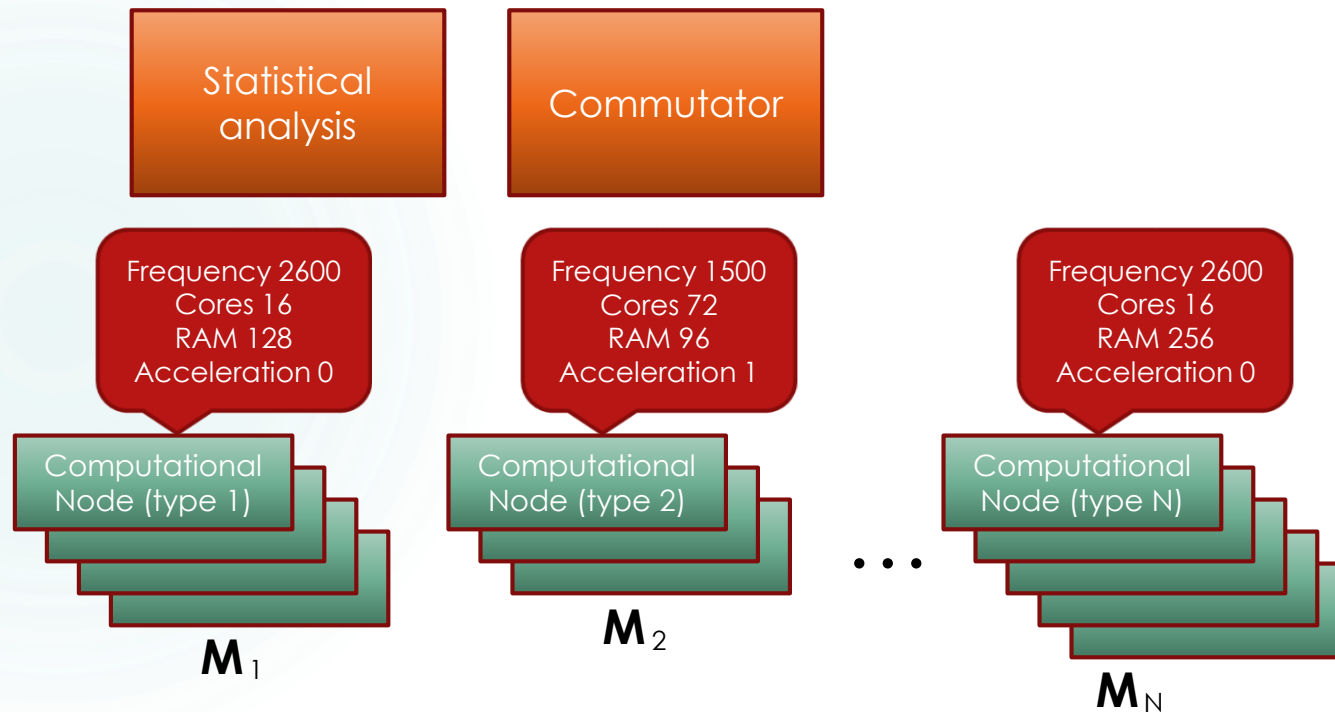 Statistical
analysis
Commutator
Frequency 2600
Cores 16
RAM 128
Acceleration 0
Frequency 1500
Cores 72
RAM 96
Acceleration 1
Frequency 2600
Cores 16
RAM 256
Acceleration 0
Computational
Node (type 1)
Computational
Node (type 2)
Computational
Node (type N)
...
M1
M2
MN